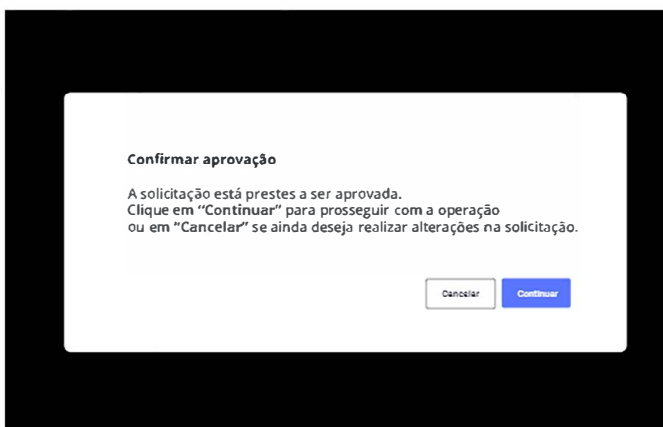 Confirmar aprovação
A solicitação está prestes a ser aprovada.
Clique em “Continuar” para prosseguir com a operação
ou em “Cancelar” se ainda deseja realizar alterações na solicitação.
Cancelar
Continuar